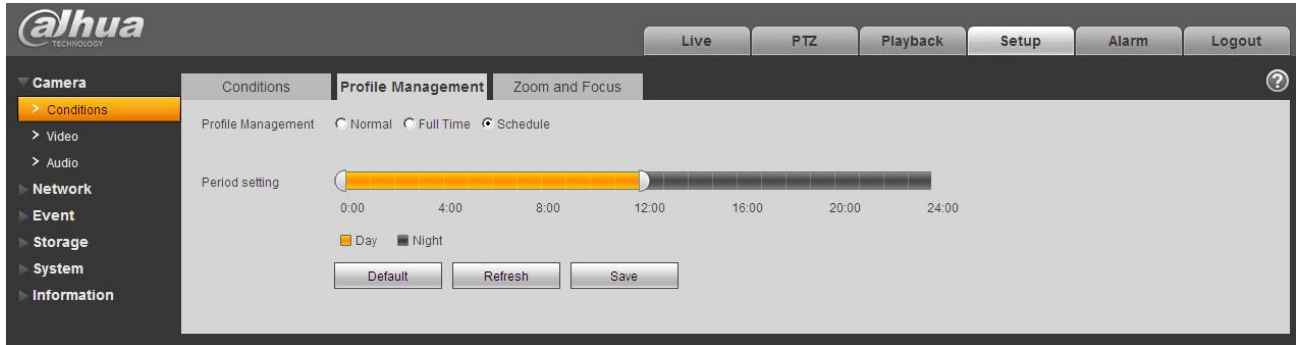 alhua
TECHNOLOGY
Live PTZ Playback Setup Alarm Logout
Camera
> Conditions
> Video
> Audio
Network
Event
Storage
System
Information
Conditions Profile Management Zoom and Focus
?
Profile Management Normal Full Time Schedule
Period setting
0:00 4:00 8:00 12:00 16:00 20:00 24:00
Day Night
Default Refresh Save